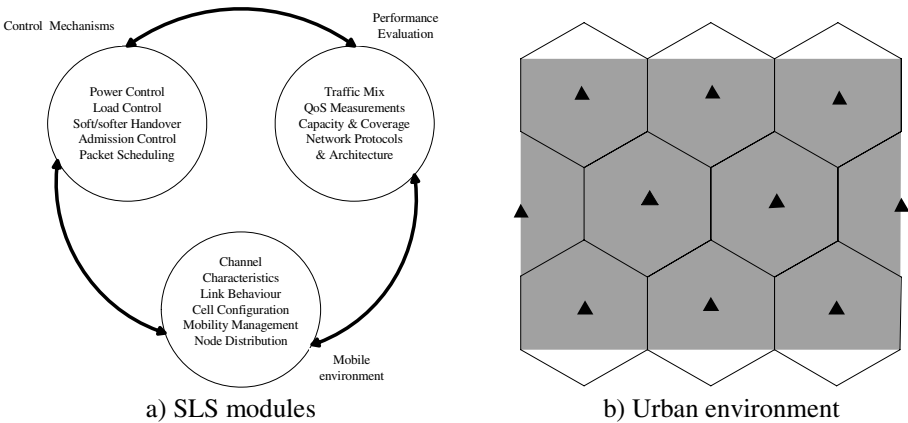 Control Mechanisms
Performance
Evaluation
Power Control
Load Control
Soft/softer Handover
Admission Control
Packet Scheduling
Traffic Mix
QoS Measurements
Capacity & Coverage
Network Protocols
& Architecture
Channel
Characteristics
Link Behaviour
Cell Configuration
Mobility Management
Node Distribution
Mobile
environment
a) SLS modules
b) Urban environment